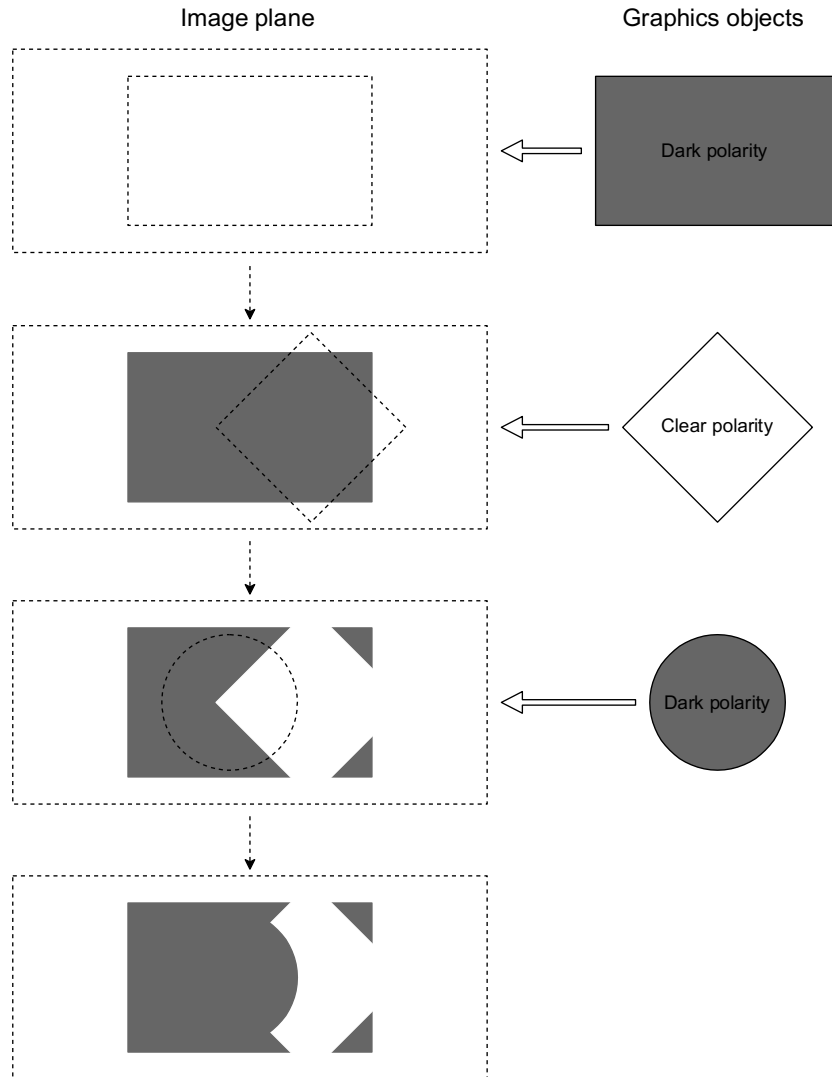 Image plane
Graphics objects
Dark polarity
Clear polarity
Dark polarity